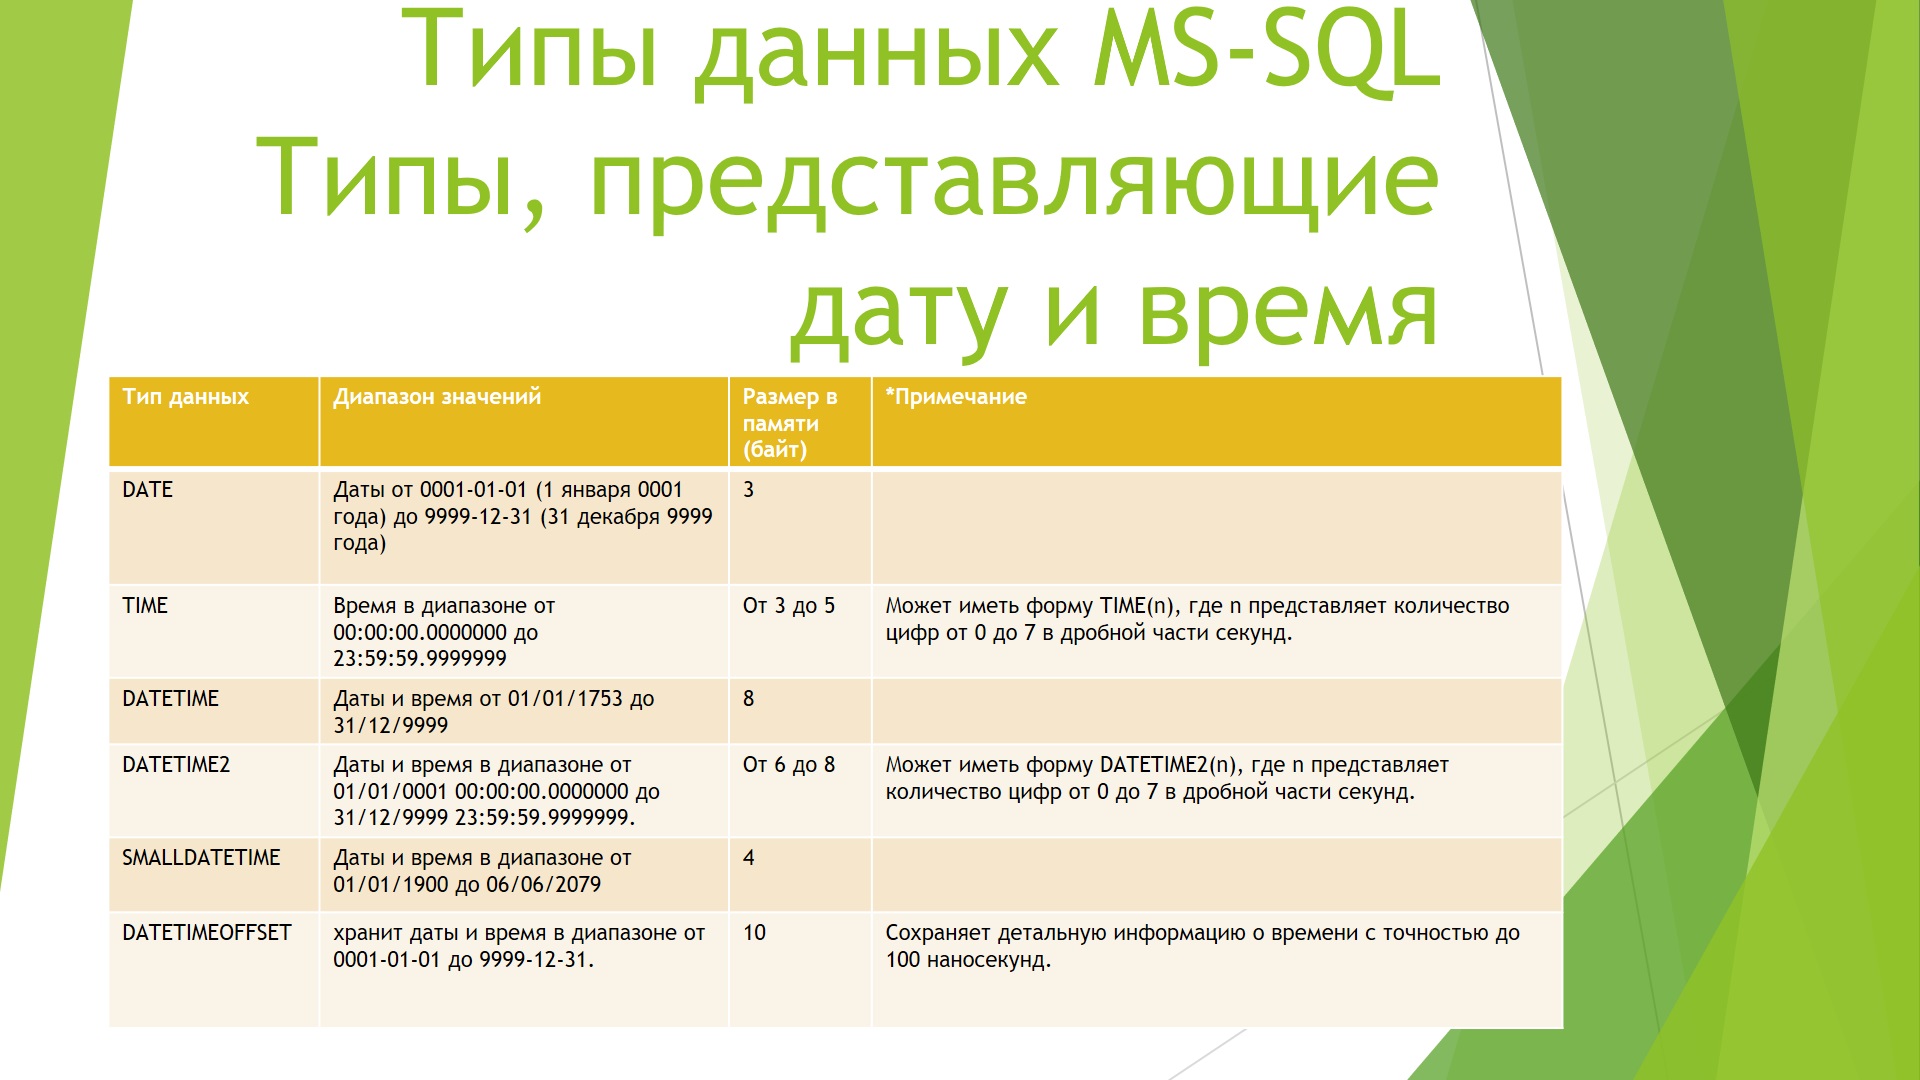 Типы данных MS-SQL
Типы, представляющие
дату и время
Тип данных
Диапазон значений
Размер в
памяти
(байт)
*Примечание
DATE
Даты от 0001-01-01 (1 января 0001
года) до 9999-12-31 (31 декабря 9999
года)
3
TIME
Время в диапазоне от
00:00:00.0000000 до
23:59:59.9999999
От 3 до 5
Может иметь форму TIME(n), где n представляет количество
цифр от 0 до 7 в дробной части секунд.
DATETIME
Даты и время от 01/01/1753 до
31/12/9999
8
DATETIME2
Даты и время в диапазоне от
01/01/0001 00:00:00.0000000 до
31/12/9999 23:59:59.9999999.
От 6 до 8
Может иметь форму DATETIME2(n), где n представляет
количество цифр от 0 до 7 в дробной части секунд.
SMALLDATETIME
Даты и время в диапазоне от
01/01/1900 до 06/06/2079
4
DATETIMEOFFSET
хранит даты и время в диапазоне от
0001-01-01 до 9999-12-31.
10
Сохраняет детальную информацию о времени с точностью до
100 наносекунд.